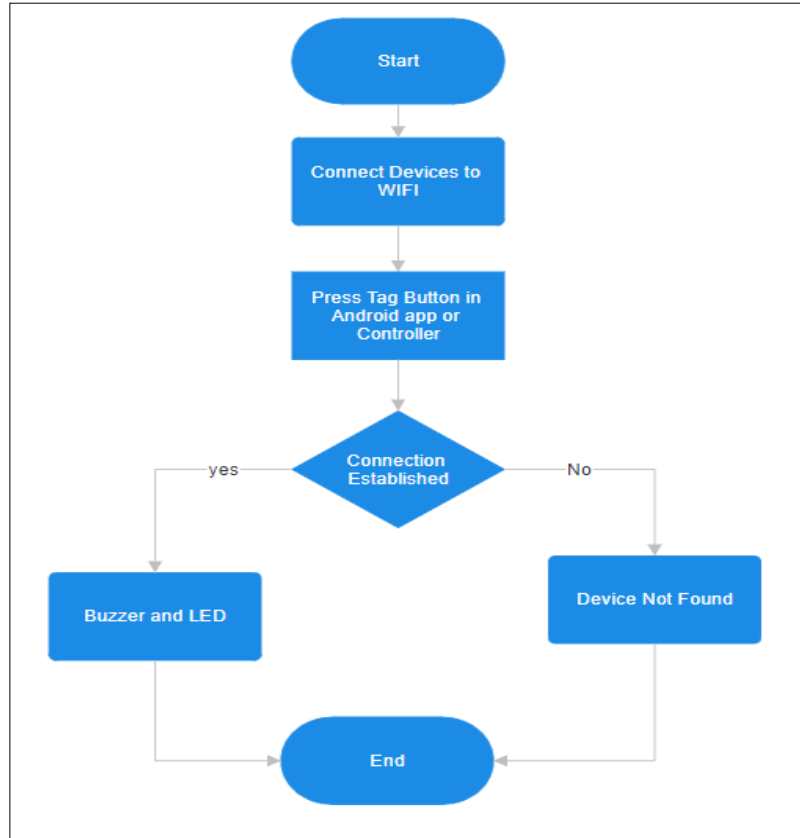 Start
Connect Devices to
WIFI
Press Tag Button in
Android app or
Controller
Connection
Established
yes
No
Buzzer and LED
Device Not Found
End